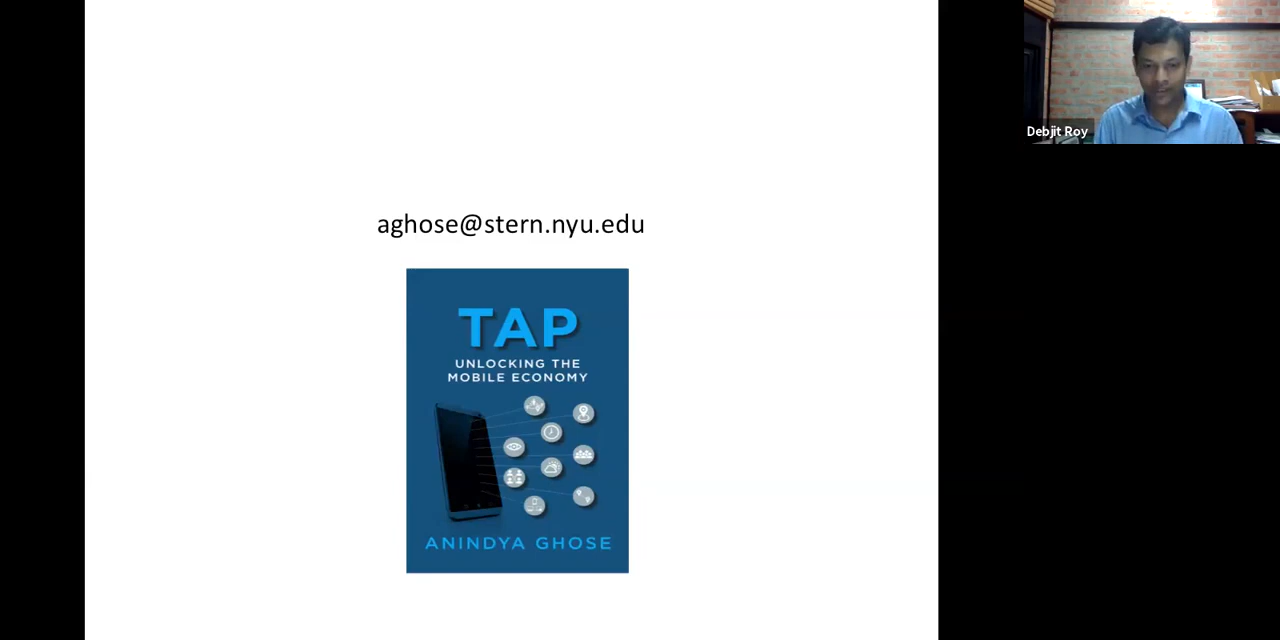 aghose@stern.nyu.edu
TAP
UNLOCKING THE
MOBILE ECONOMY
ANINDYA GHOSE
Debjit Roy